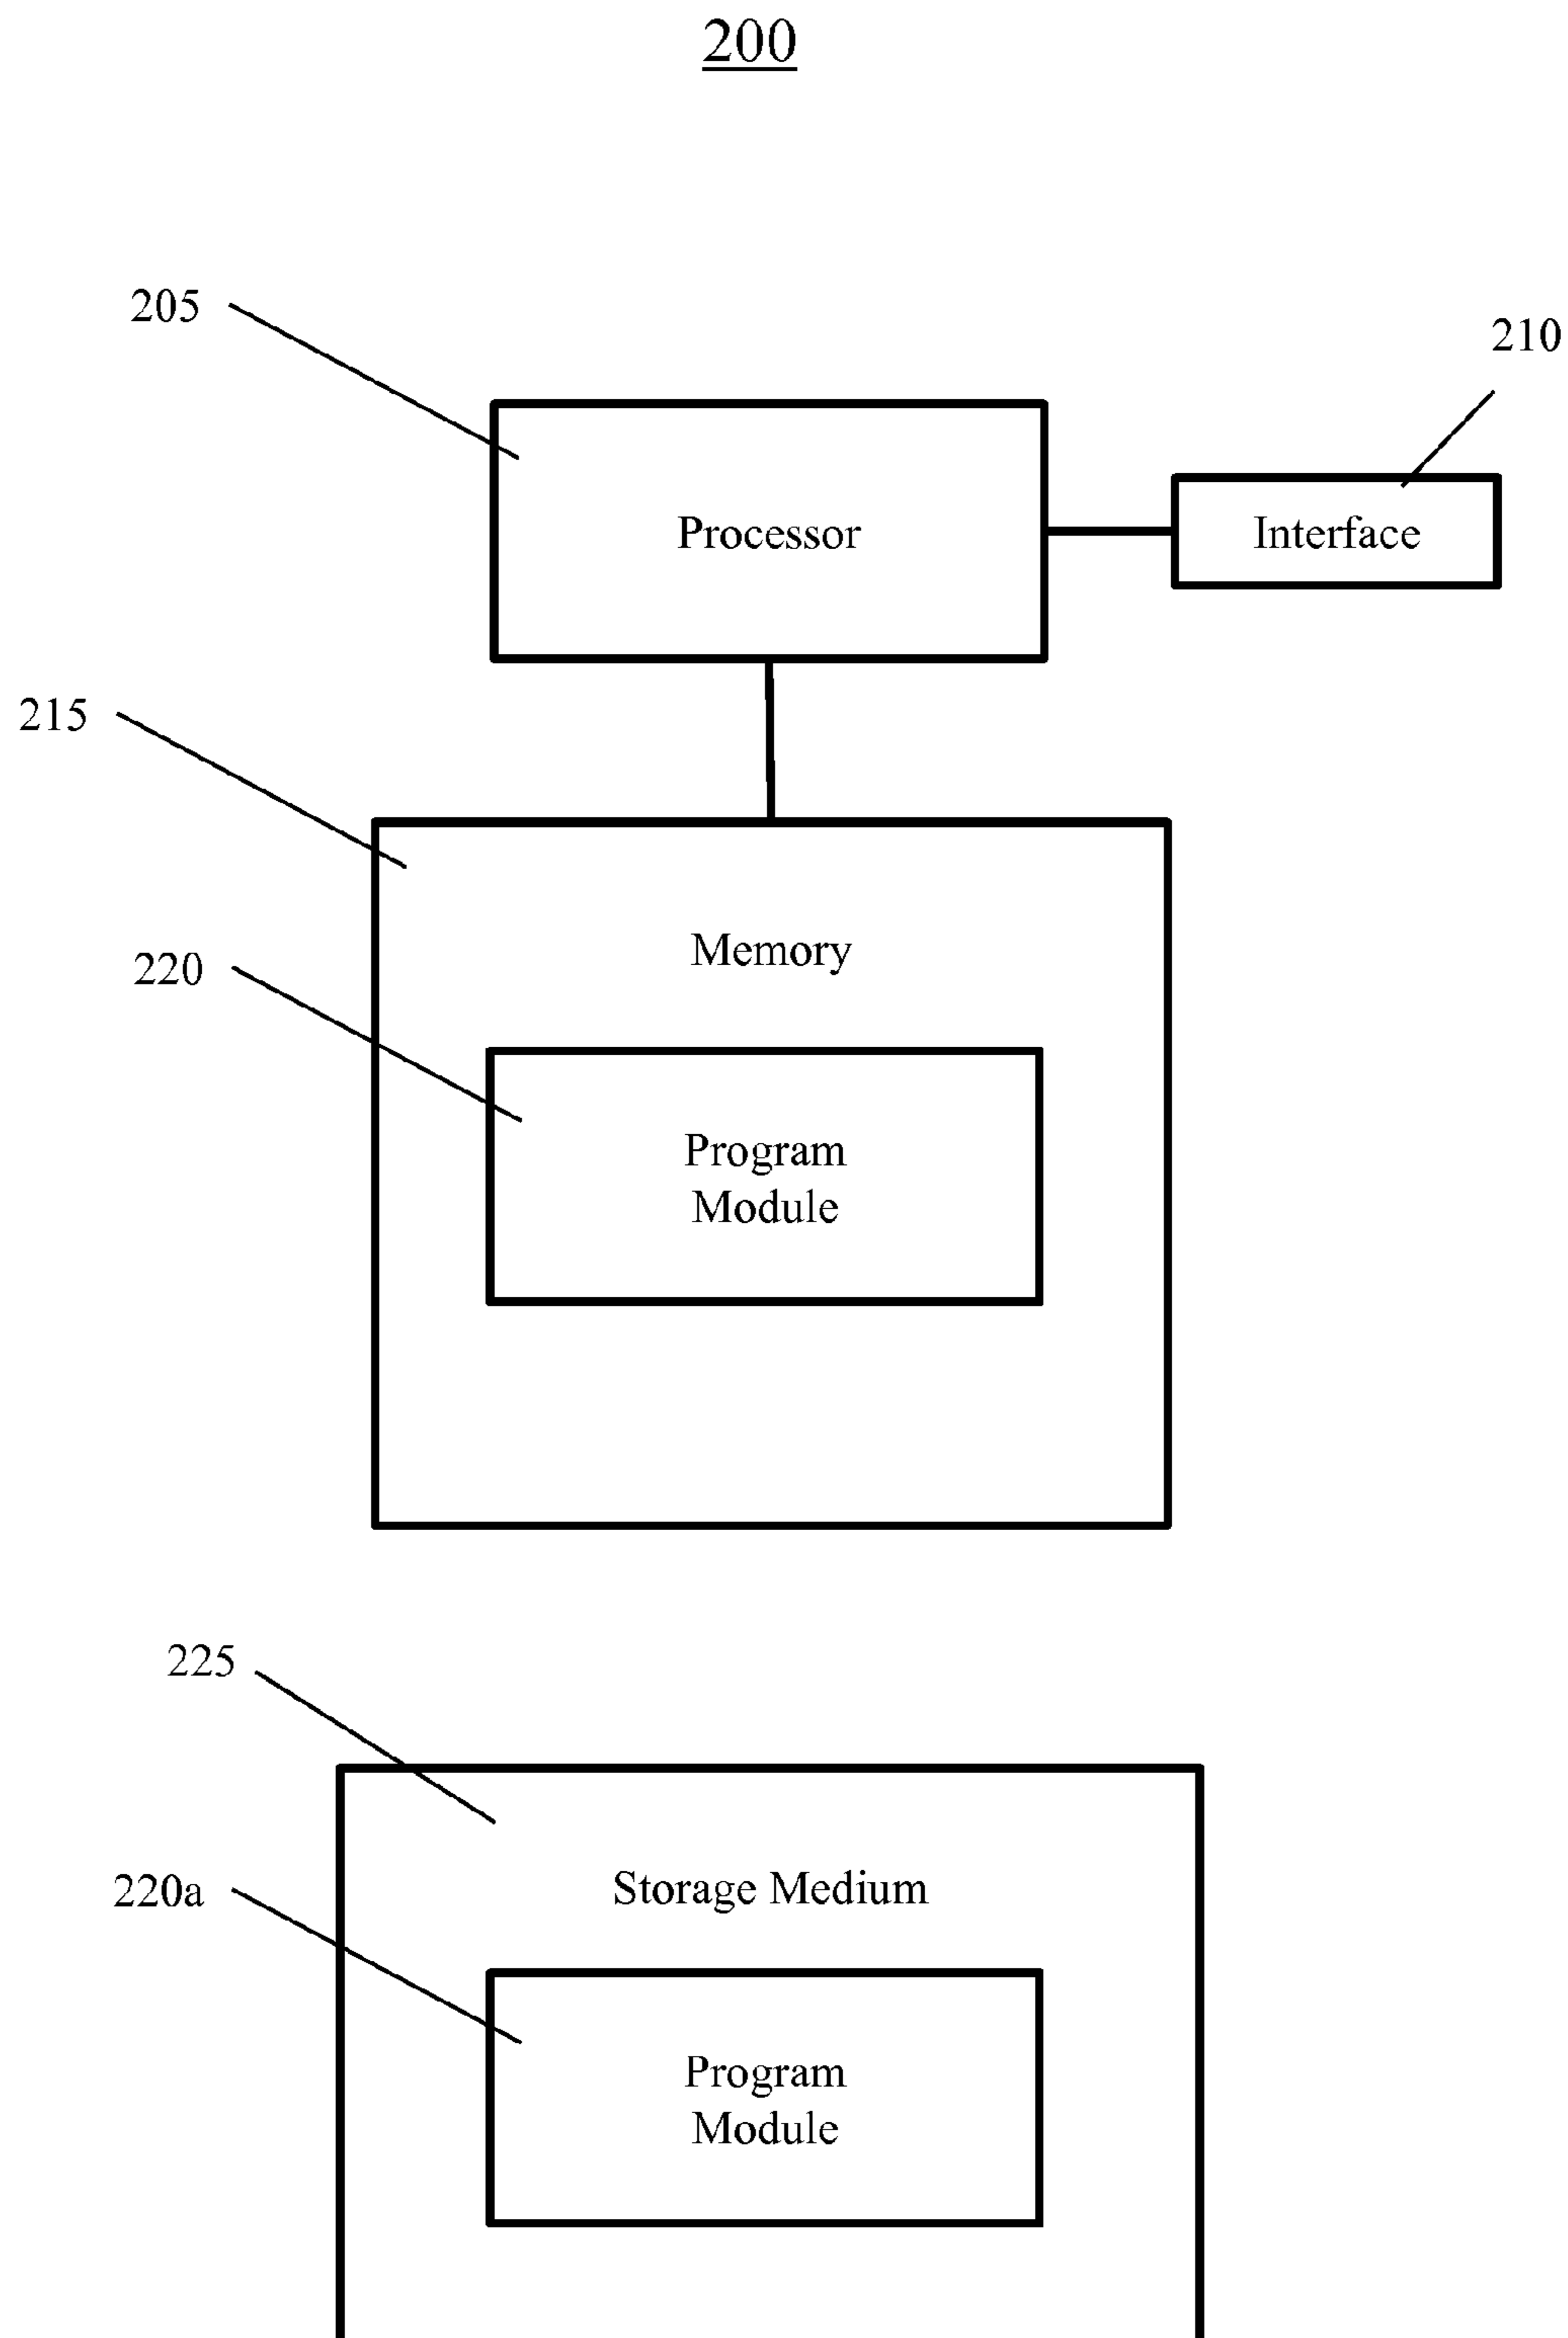 200
205
210
Processor
Interface
215
Memory
220
Program
Module
225
Storage Medium
220a
Program
Module